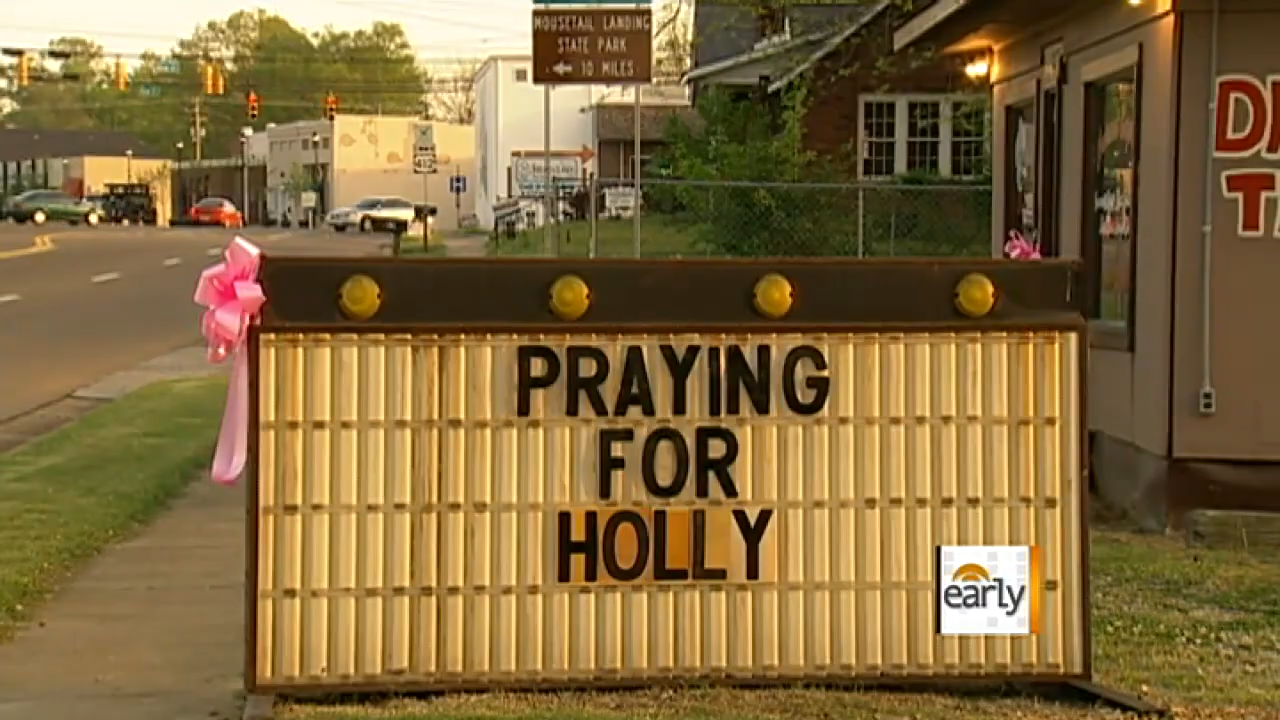 MOUSETAIL LANDING
STATE PARK
10 MILES
412
H
D
T
PRAYING
FOR
HOLLY
early